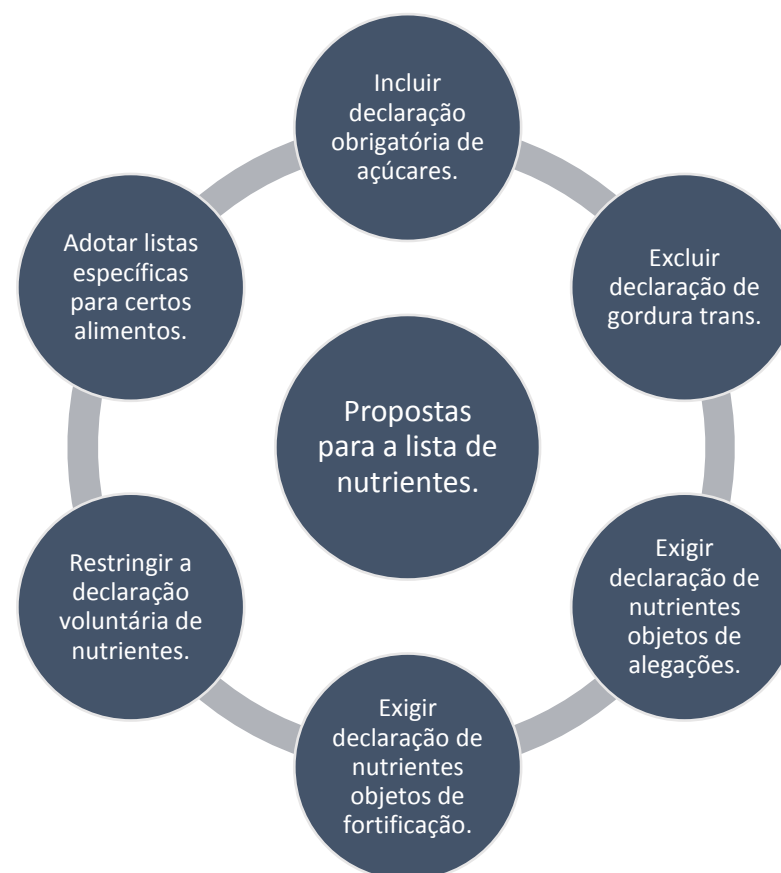 Incluir
declaração
obrigatória de
açúcares.
Excluir
declaração de
gordura trans.
Exigir
declaração de
nutrientes
objetos de
alegações.
Exigir
declaração de
nutrientes
objetos de
fortificação.
Restringir a
declaração
voluntária de
nutrientes.
Adotar listas
específicas
para certos
alimentos.
Propostas
para a lista de
nutrientes.